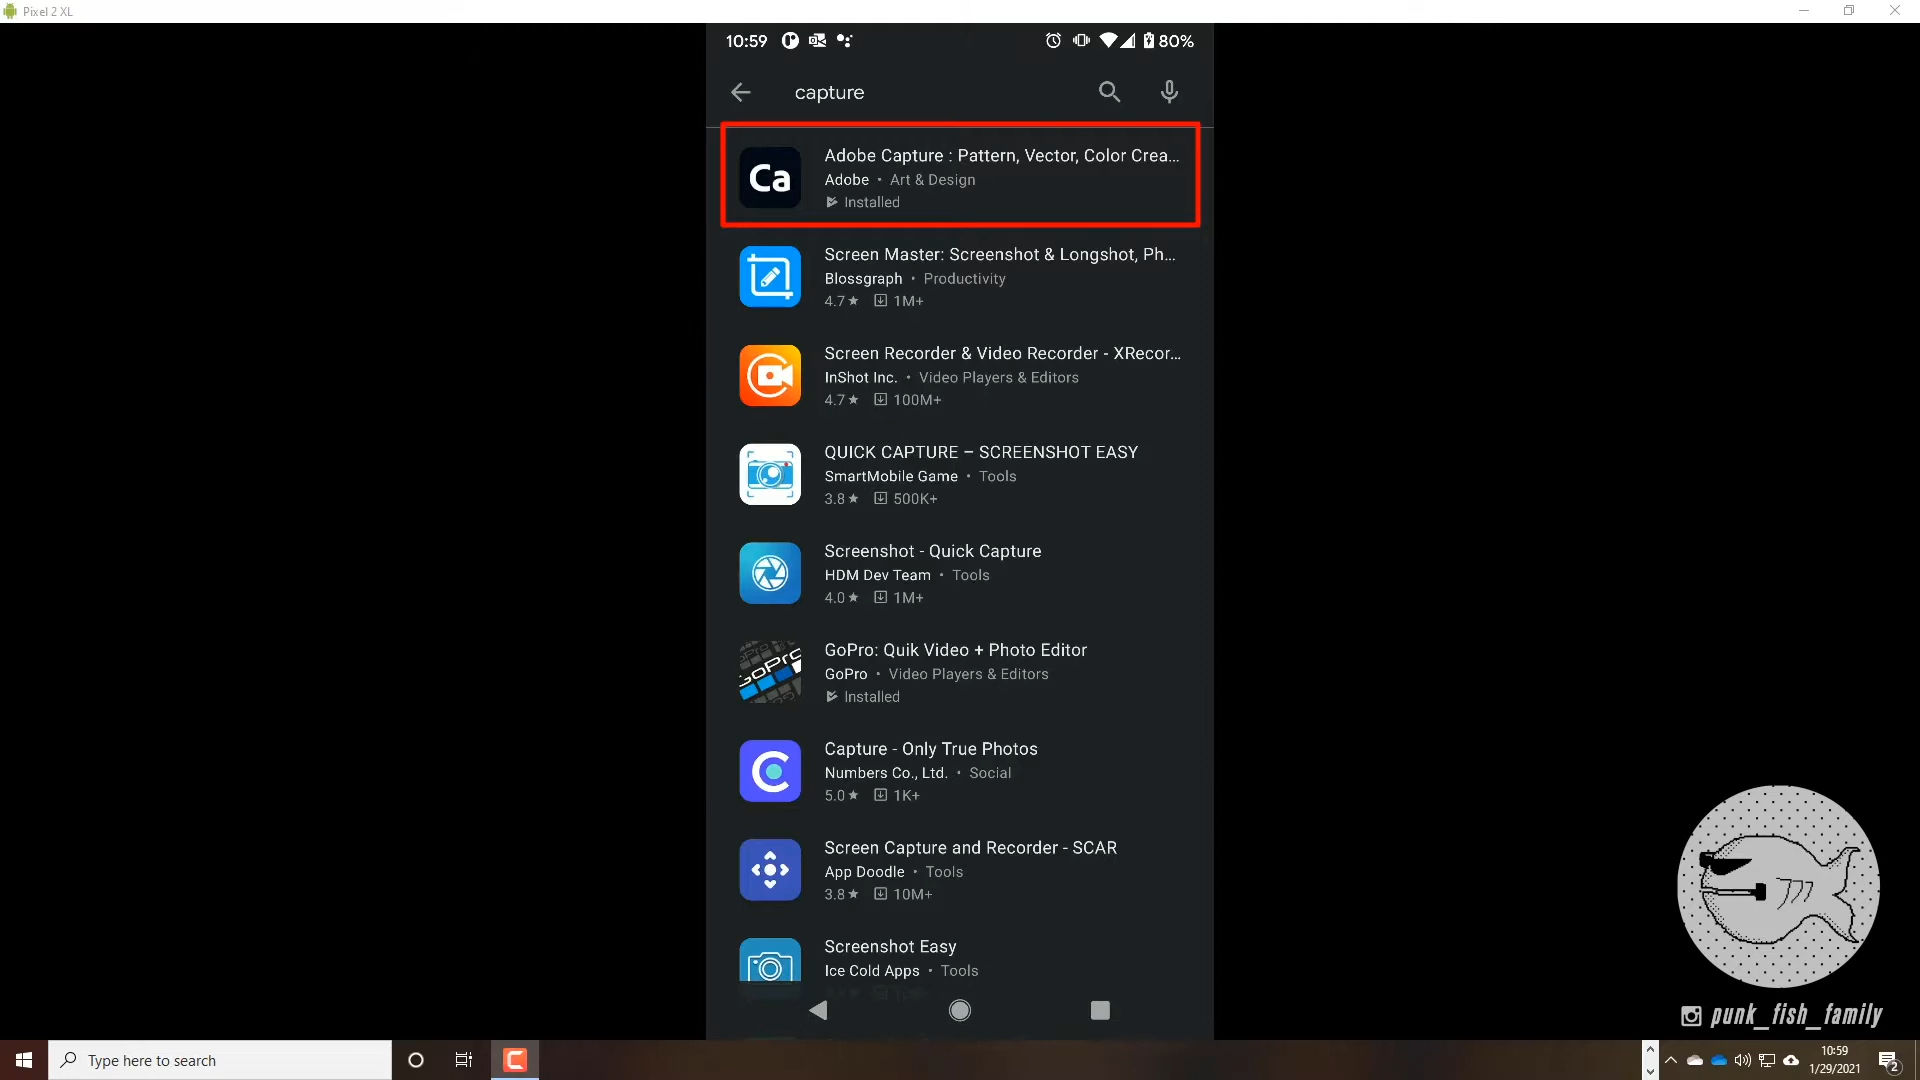 Pixel 2 XL
10:59 80%
capture
Ca
Adobe Capture : Pattern, Vector, Color Crea...
Adobe • Art & Design
Installed
Screen Master: Screenshot & Longshot, Ph...
Blossgraph • Productivity
4.7★ 1M+
Screen Recorder & Video Recorder - XRecor...
InShot Inc. • Video Players & Editors
4.7★ 100M+
QUICK CAPTURE – SCREENSHOT EASY
SmartMobile Game • Tools
3.8★ 500K+
Screenshot - Quick Capture
HDM Dev Team • Tools
4.0★ 1M+
GoPro
GoPro: Quik Video + Photo Editor
GoPro • Video Players & Editors
Installed
Capture - Only True Photos
Numbers Co., Ltd. • Social
5.0★ 1K+
Screen Capture and Recorder - SCAR
App Doodle • Tools
3.8★ 10M+
Screenshot Easy
Ice Cold Apps • Tools
punk_fish_family
Type here to search
10:59
1/29/2021
2